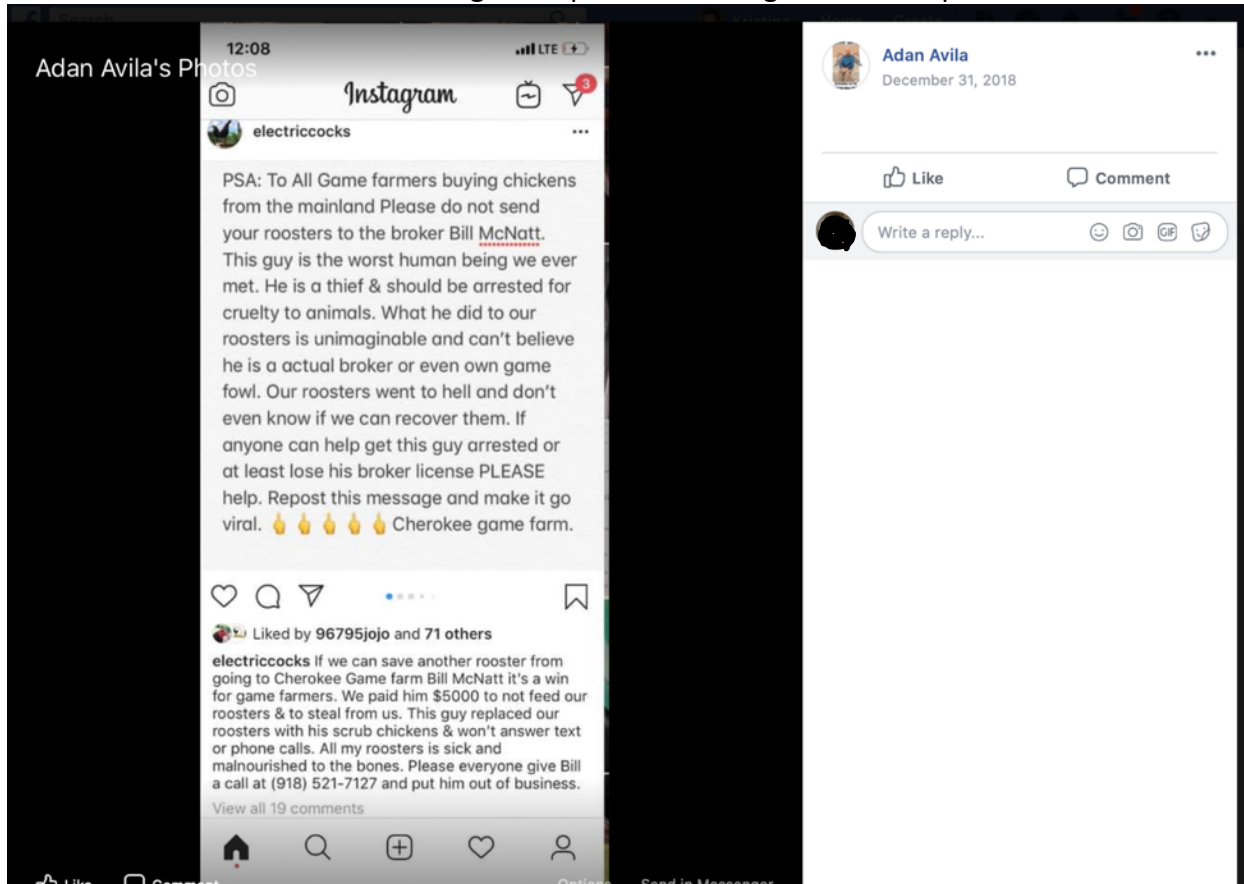 Search
Adan Avila's Photos
12:08
LTE
Instagram
3
electriccocks
PSA: To All Game farmers buying chickens
from the mainland Please do not send
your roosters to the broker Bill McNatt.
This guy is the worst human being we ever
met. He is a thief & should be arrested for
cruelty to animals. What he did to our
roosters is unimaginable and can't believe
he is a actual broker or even own game
fowl. Our roosters went to hell and don't
even know if we can recover them. If
anyone can help get this guy arrested or
at least lose his broker license PLEASE
help. Repost this message and make it go
viral. 🖕 🖕 🖕 🖕 🖕 Cherokee game farm.
Liked by 96795jojo and 71 others
electriccocks If we can save another rooster from
going to Cherokee Game farm Bill McNatt it's a win
for game farmers. We paid him $5000 to not feed our
roosters & to steal from us. This guy replaced our
roosters with his scrub chickens & won't answer text
or phone calls. All my roosters is sick and
malnourished to the bones. Please everyone give Bill
a call at (918) 521-7127 and put him out of business.
View all 19 comments
Like Comment Options Send in Messenger
Adan Avila
December 31, 2018
Like Comment
Write a reply...
GIF